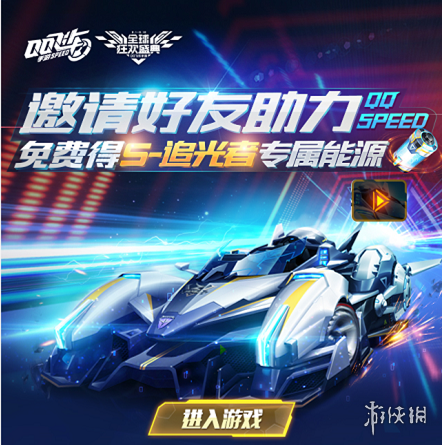 QQ飞车
手游SPEED
全球
狂欢盛典
邀请好友助力 QQ SPEED
免费得S-追光者专属能源
进入游戏
游侠网